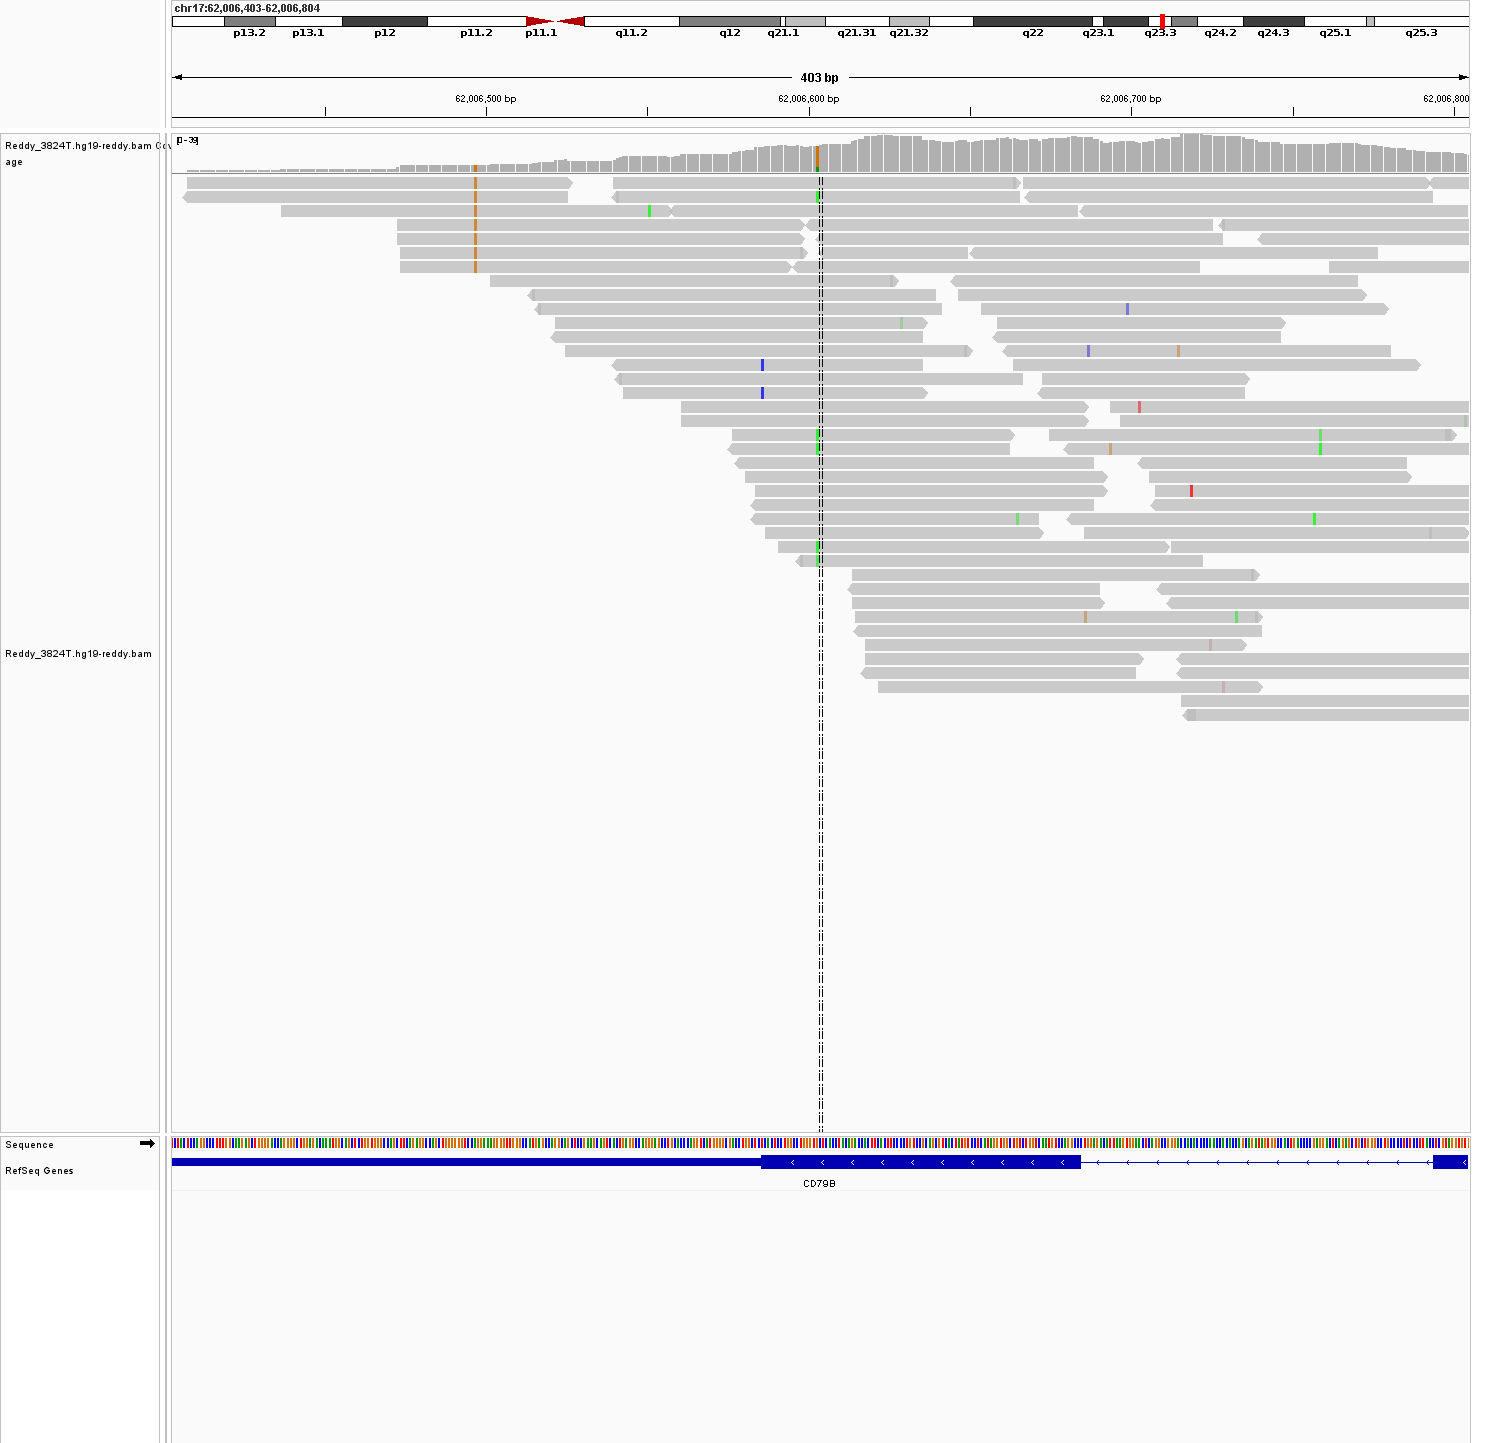 chr17:62,006,403-62,006,804
p13.2 p13.1 p12 p11.2 p11.1 q11.2 q12 q21.1 q21.31 q21.32 q22 q23.1 q23.3 q24.2 q24.3 q25.1 q25.3
403 bp
62,006,500 bp 62,006,600 bp 62,006,700 bp 62,006,800
[0-39]
Reddy_3824T.hg19-reddy.bam Cov
age
Reddy_3824T.hg19-reddy.bam
Sequence
RefSeq Genes
CD79B